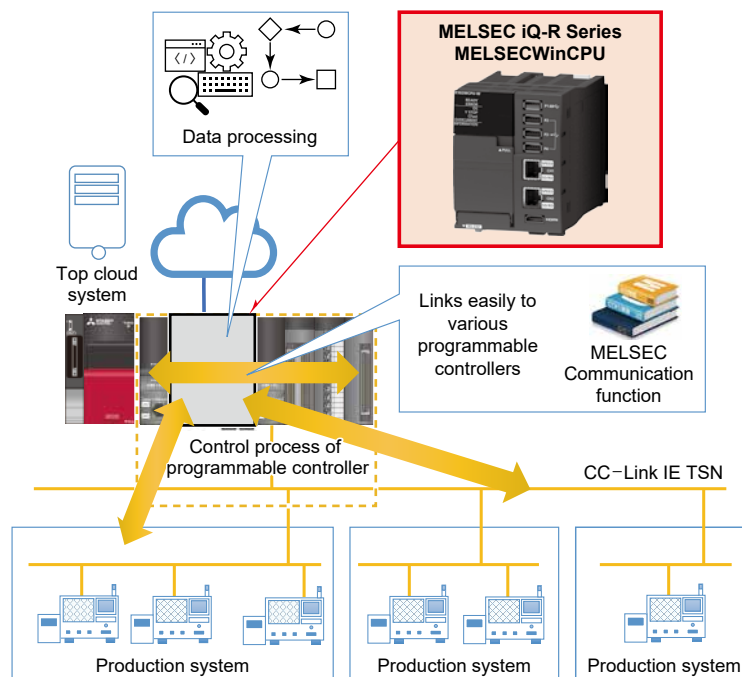 MELSEC iQ-R Series
MELSECWinCPU
Data processing
Top cloud
system
Links easily to
various
programmable
controllers
MELSEC
Communication
function
Control process of
programmable controller
CC-Link IE TSN
Production system
Production system
Production system